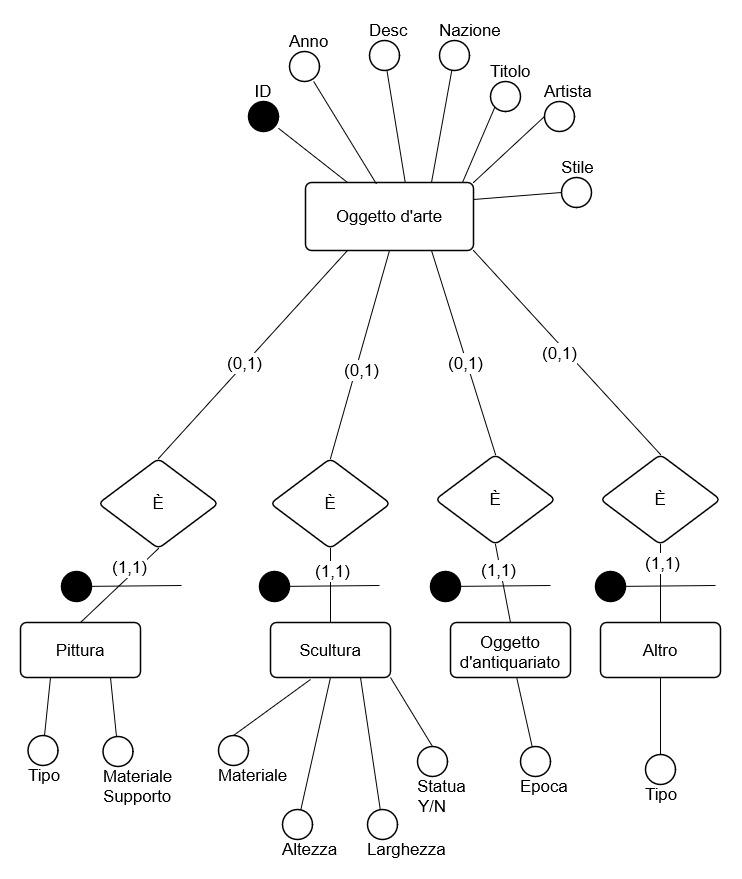 Desc
Nazione
Anno
Titolo
ID
Artista
Stile
Oggetto d'arte
(0,1)
(0,1)
(0,1)
(0,1)
È
È
È
È
(1,1)
(1,1)
(1,1)
(1,1)
Pittura
Scultura
Oggetto
d'antiquariato
Altro
Tipo
Materiale
Supporto
Materiale
Altezza
Larghezza
Statua
Y/N
Epoca
Tipo